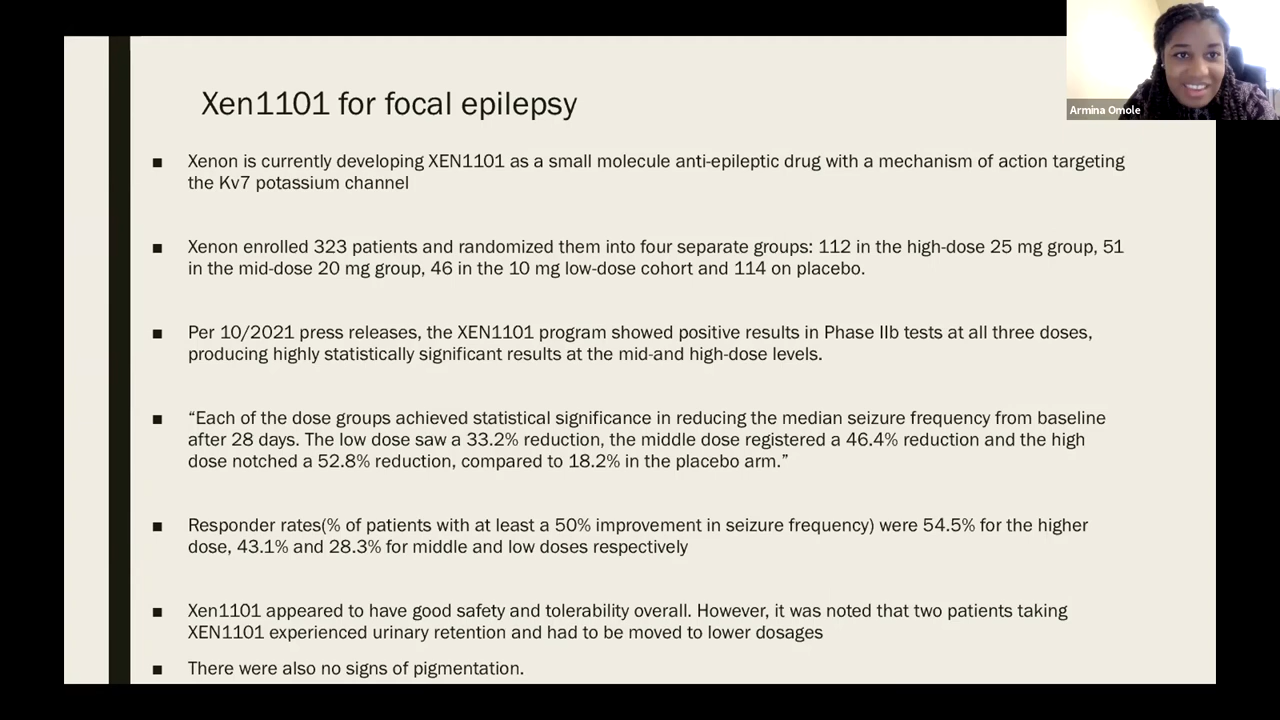 Xen1101 for focal epilepsy
Armina Omole
■ Xenon is currently developing XEN1101 as a small molecule anti-epileptic drug with a mechanism of action targeting
the Kv7 potassium channel
■ Xenon enrolled 323 patients and randomized them into four separate groups: 112 in the high-dose 25 mg group, 51
in the mid-dose 20 mg group, 46 in the 10 mg low-dose cohort and 114 on placebo.
■ Per 10/2021 press releases, the XEN1101 program showed positive results in Phase IIb tests at all three doses,
producing highly statistically significant results at the mid-and high-dose levels.
■ “Each of the dose groups achieved statistical significance in reducing the median seizure frequency from baseline
after 28 days. The low dose saw a 33.2% reduction, the middle dose registered a 46.4% reduction and the high
dose notched a 52.8% reduction, compared to 18.2% in the placebo arm.”
■ Responder rates(% of patients with at least a 50% improvement in seizure frequency) were 54.5% for the higher
dose, 43.1% and 28.3% for middle and low doses respectively
■ Xen1101 appeared to have good safety and tolerability overall. However, it was noted that two patients taking
XEN1101 experienced urinary retention and had to be moved to lower dosages
■ There were also no signs of pigmentation.